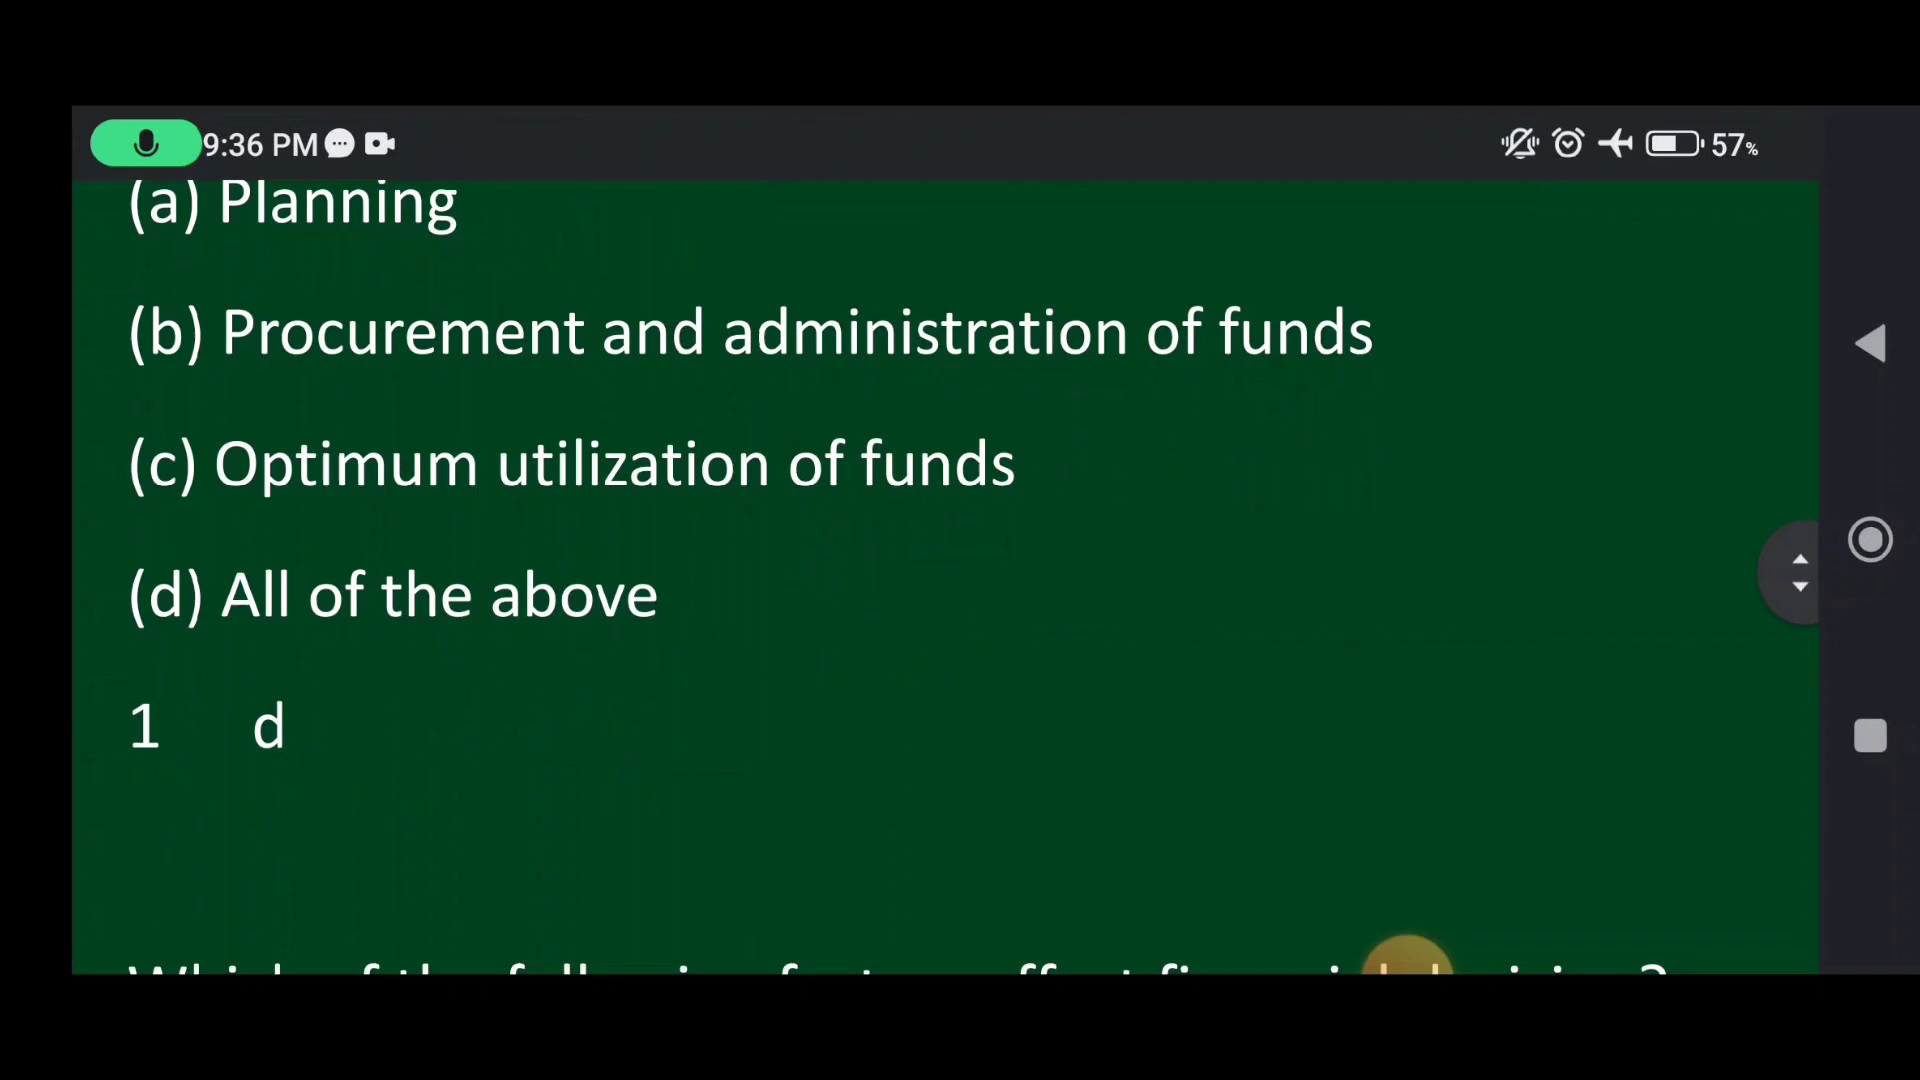 9:36 PM 57%
(a) Planning
(b) Procurement and administration of funds
(c) Optimum utilization of funds
(d) All of the above
1 d